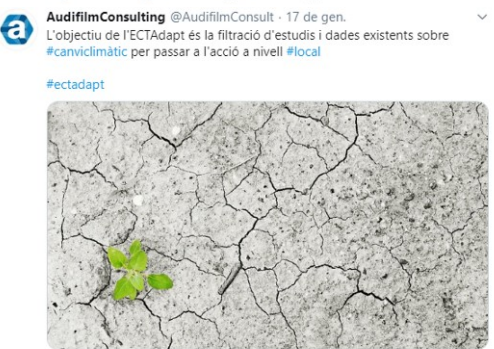 AudifilmConsulting @AudifilmConsult · 17 de gen.
L'objectiu de l'ECTAdapt és la filtració d'estudis i dades existents sobre
#canviclimàtic per passar a l'acció a nivell #local
#ectadapt
a